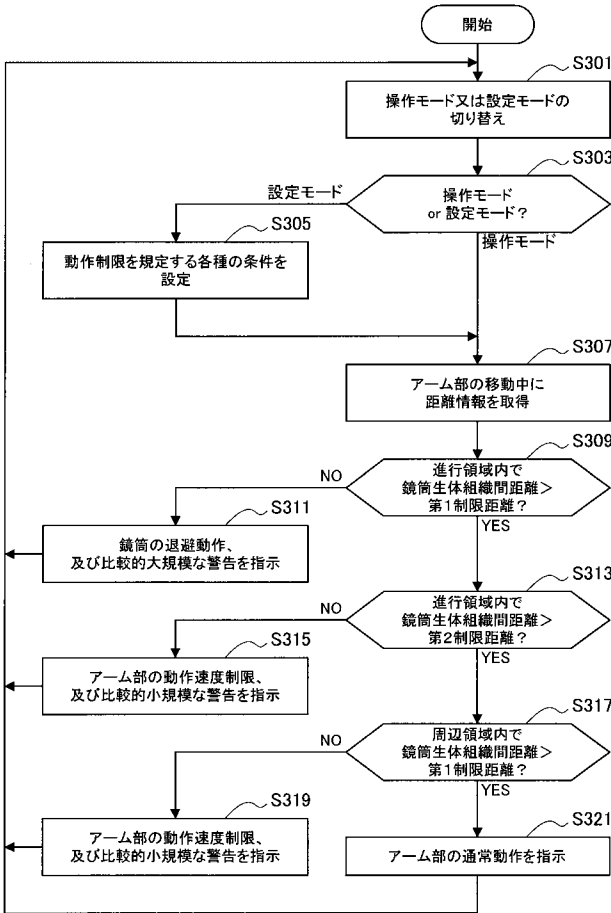 開始
S301
操作モード又は設定モードの
切り替え
S303
設定モード
操作モード
or 設定モード?
操作モード
S305
動作制限を規定する各種の条件を
設定
S307
アーム部の移動中に
距離情報を取得
S309
NO
進行領域内で
鏡筒生体組織間距離>
第1制限距離?
YES
S311
鏡筒の退避動作、
及び比較的大規模な警告を指示
S313
NO
進行領域内で
鏡筒生体組織間距離>
第2制限距離?
YES
S315
アーム部の動作速度制限、
及び比較的小規模な警告を指示
S317
NO
周辺領域内で
鏡筒生体組織間距離>
第1制限距離?
YES
S319
アーム部の動作速度制限、
及び比較的小規模な警告を指示
S321
アーム部の通常動作を指示